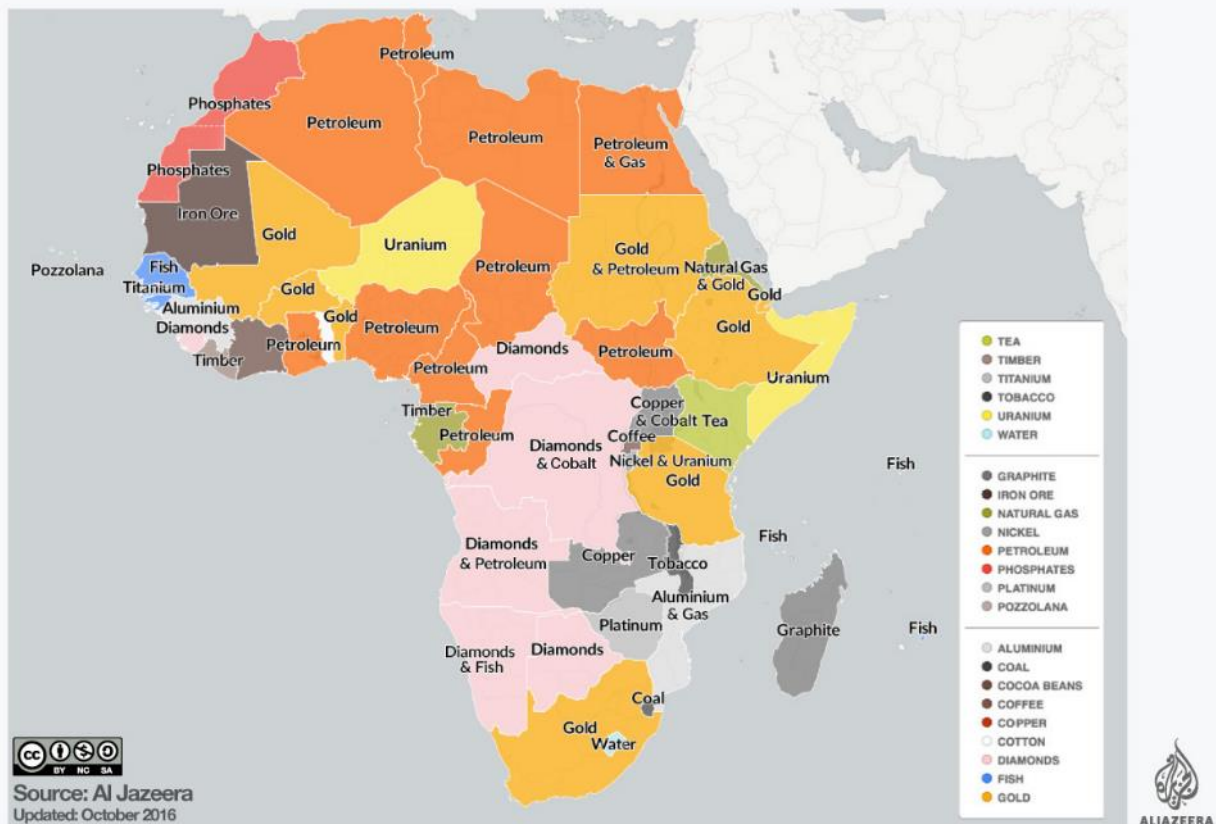 Petroleum
Phosphates
Petroleum
Petroleum
Petroleum
& Gas
Phosphates
Iron Ore
Gold
Uranium
Gold
& Petroleum
Pozzolana
Fish
Titanium
Petroleum
Natural Gas
& Gold
Gold
Aluminium
Gold
Gold
Diamonds
Petroleum
Petroleum
Gold
Timber
Diamonds
Petroleum
Petroleum
Uranium
Timber
Petroleum
Copper
& Cobalt
Tea
Coffee
Diamonds
& Cobalt
Nickel & Uranium
Gold
Fish
Fish
Diamonds
& Petroleum
Copper
Tobacco
Aluminium
& Gas
Platinum
Graphite
Fish
Diamonds
& Fish
Diamonds
Coal
Gold
Water
TEA
TIMBER
TITANIUM
TOBACCO
URANIUM
WATER
GRAPHITE
IRON ORE
NATURAL GAS
NICKEL
PETROLEUM
PHOSPHATES
PLATINUM
POZZOLANA
ALUMINIUM
COAL
COCOA BEANS
COFFEE
COPPER
COTTON
DIAMONDS
FISH
GOLD
cc
BY NC SA
Source: Al Jazeera
Updated: October 2016
ALJAZEERA